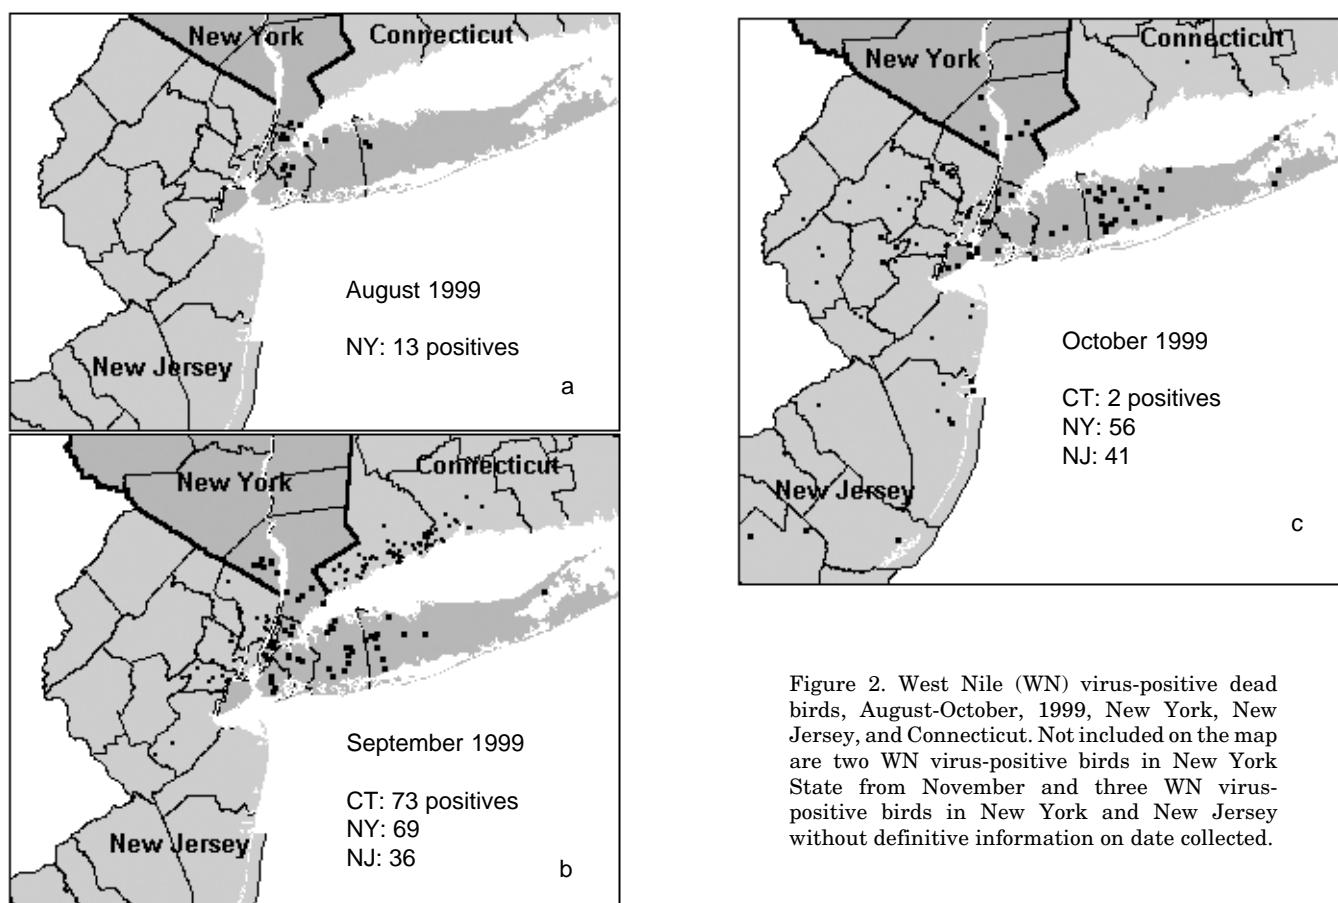 New York
Connecticut
August 1999
NY: 13 positives
New Jersey
a
New York
Connecticut
September 1999
CT: 73 positives
NY: 69
NJ: 36
New Jersey
b
New York
Connecticut
October 1999
CT: 2 positives
NY: 56
NJ: 41
New Jersey
c
Figure 2. West Nile (WN) virus-positive dead
birds, August-October, 1999, New York, New
Jersey, and Connecticut. Not included on the map
are two WN virus-positive birds in New York
State from November and three WN virus-
positive birds in New York and New Jersey
without definitive information on date collected.